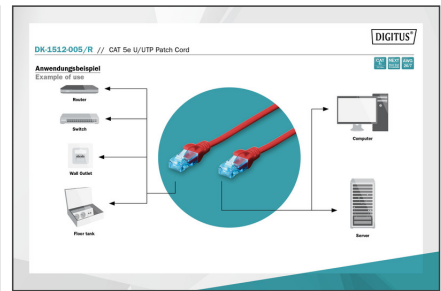 DIGITUS®
DK-1512-005/R // CAT 5e U/UTP Patch Cord
Anwendungsbeispiel
Example of use
Router
Switch
Wall Outlet
Floor tank
Computer
Server